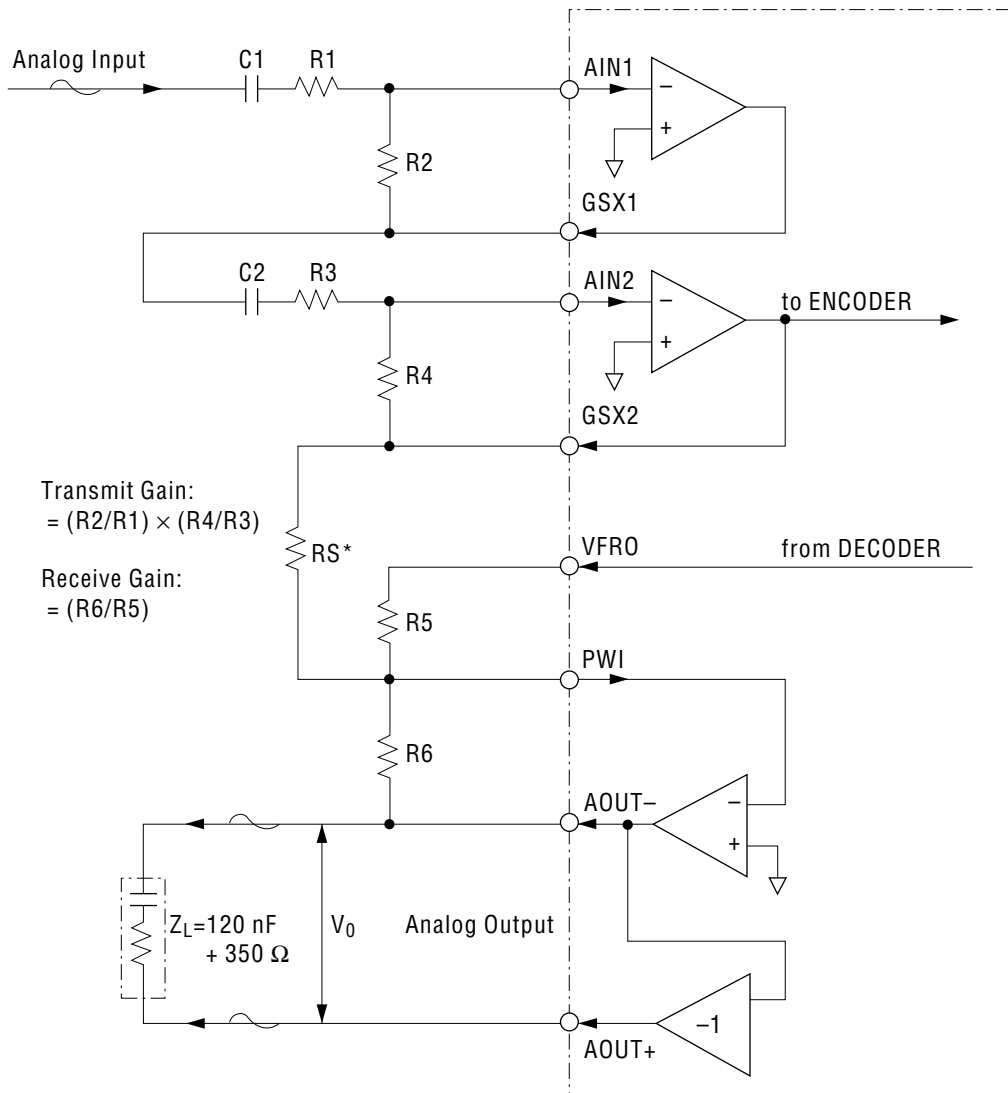 Analog Input
C1
R1
AIN1
−
+
R2
GSX1
C2
R3
AIN2
−
+
to ENCODER
R4
GSX2
Transmit Gain:
= (R2/R1) × (R4/R3)
Receive Gain:
= (R6/R5)
RS*
VFRO
from DECODER
R5
PWI
R6
AOUT−
−
+
ZL=120 nF
+ 350 Ω
V0
Analog Output
−1
AOUT+